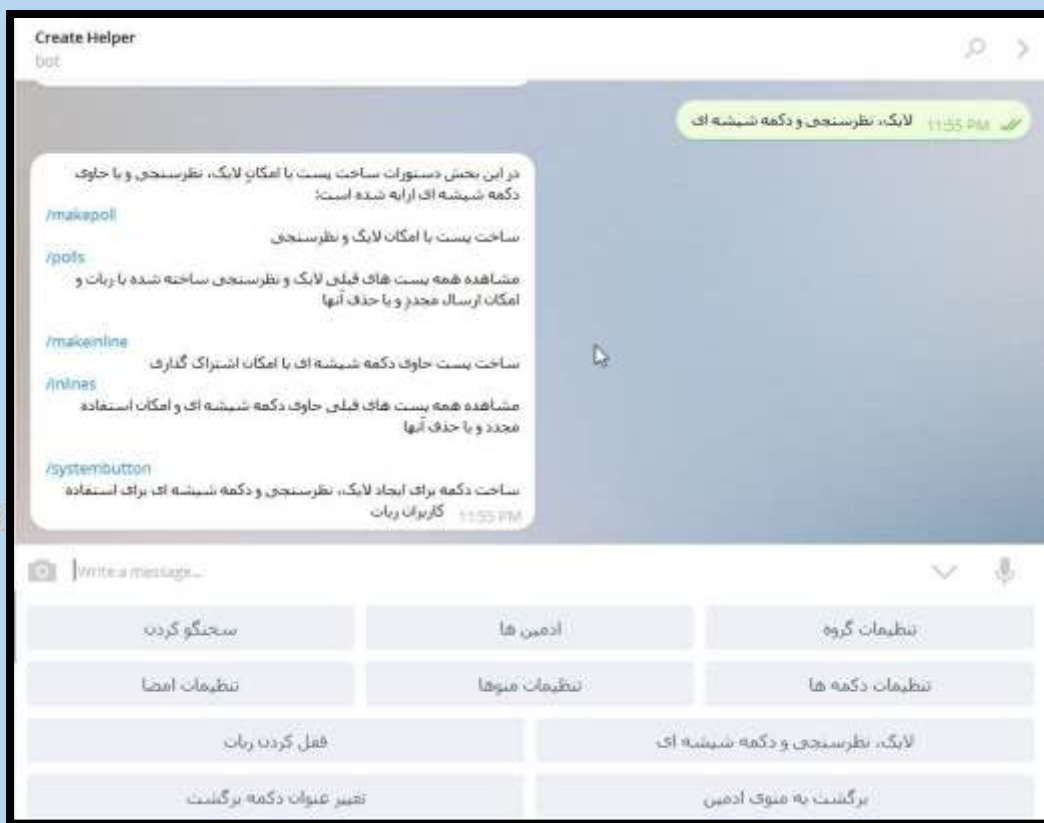 Create Helper
bot
لایک، نظرسنجی و دکمه شیشه ای
11:55 PM
در این بخش دستورات ساخت پست با امکان لایک، نظرسنجی و یا حاوی
دکمه شیشه ای ارایه شده است:
/makepoll
ساخت پست با امکان لایک و نظرسنجی
/polls
مشاهده همه پست های قبلی لایک و نظرسنجی ساخته شده با ربات و
امکان ارسال مجدد و یا حذف آنها
/makeinline
ساخت پست حاوی دکمه شیشه ای با امکان اشتراک گذاری
/inlines
مشاهده همه پست های قبلی حاوی دکمه شیشه ای و امکان استفاده
مجدد و یا حذف آنها
/systembutton
ساخت دکمه برای ایجاد لایک، نظرسنجی و دکمه شیشه ای برای استفاده
کاربران ربات 11:55 PM
Write a message...
تنظیمات گروه
ادمین ها
سخنگو کردن
تنظیمات دکمه ها
تنظیمات منوها
تنظیمات امضا
لایک، نظرسنجی و دکمه شیشه ای
قفل کردن ربات
برگشت به منوی ادمین
تغییر عنوان دکمه برگشت